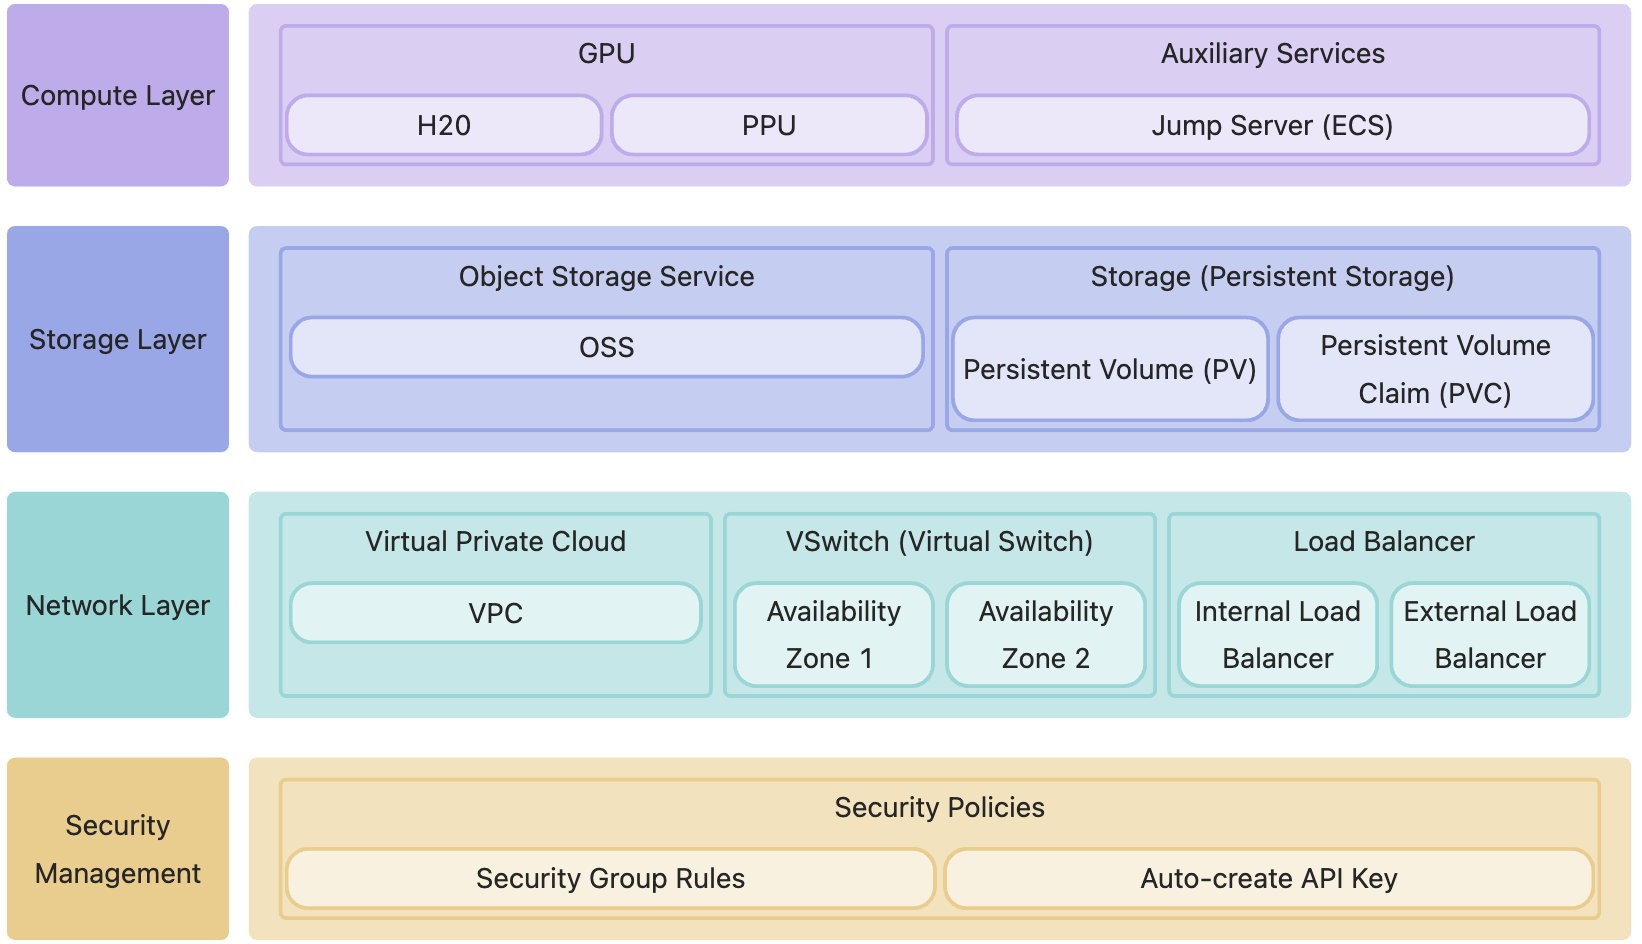 Compute Layer
GPU
H20
PPU
Auxiliary Services
Jump Server (ECS)
Storage Layer
Object Storage Service
OSS
Storage (Persistent Storage)
Persistent Volume (PV)
Persistent Volume
Claim (PVC)
Network Layer
Virtual Private Cloud
VPC
VSwitch (Virtual Switch)
Availability
Zone 1
Availability
Zone 2
Load Balancer
Internal Load
Balancer
External Load
Balancer
Security
Management
Security Policies
Security Group Rules
Auto-create API Key